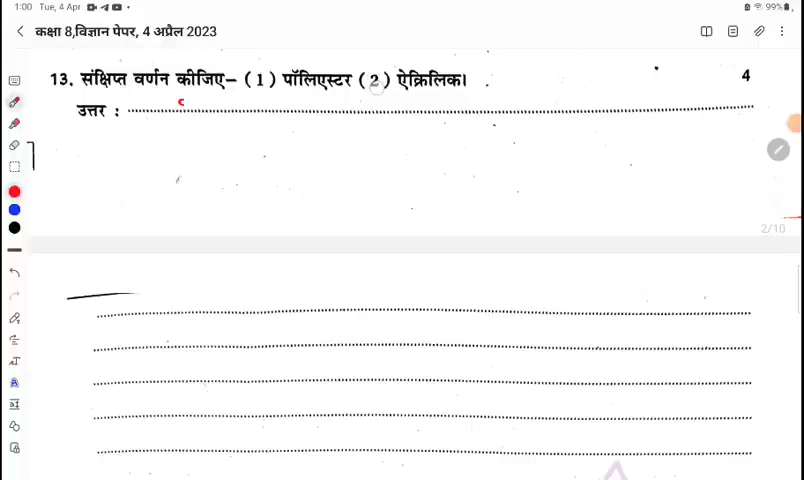 1:00 Tue, 4 Apr 99%
कक्षा 8,विज्ञान पेपर, 4 अप्रैल 2023
13. संक्षिप्त वर्णन कीजिए– (1) पॉलिएस्टर (2) ऐक्रिलिक। 4
उत्तर :
2/10